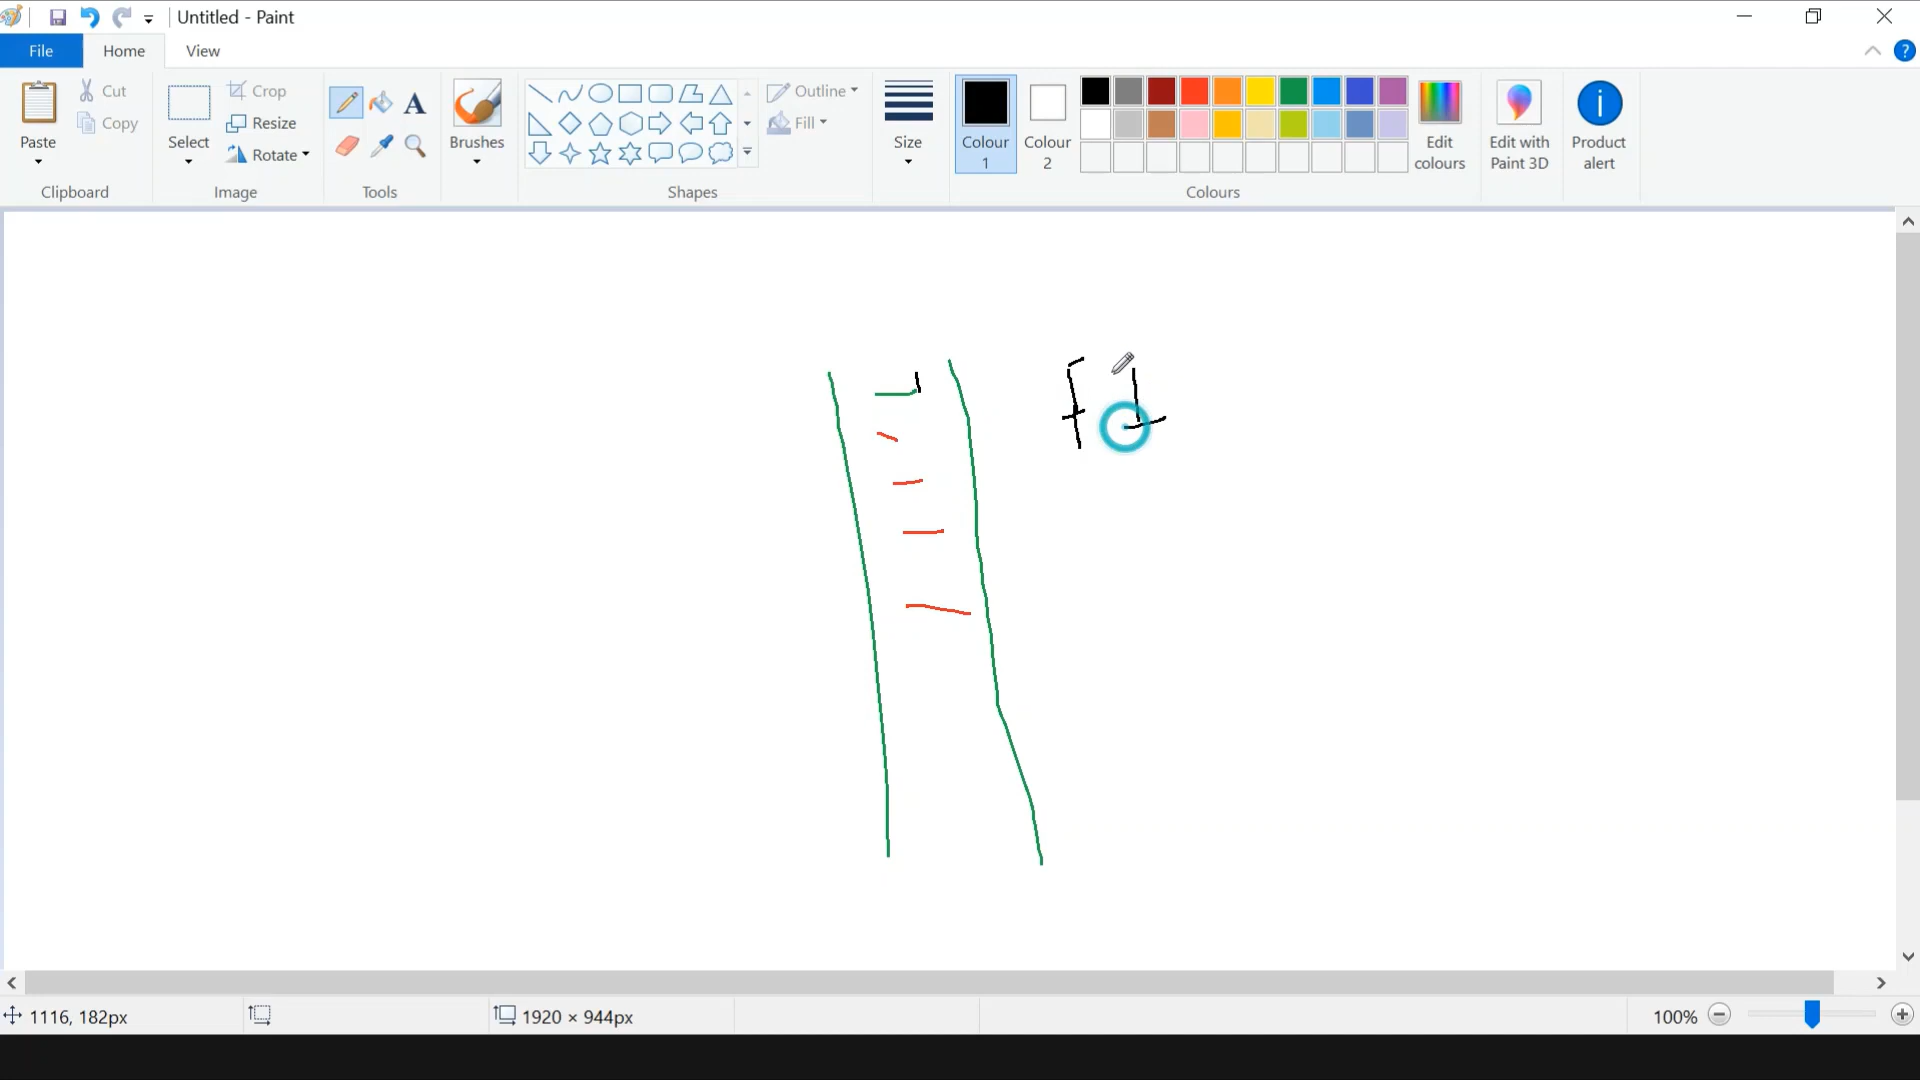 Untitled - Paint
File Home View
Paste
Cut
Copy
Clipboard
Select
Crop
Resize
Rotate
Image
Tools
Brushes
Shapes
Outline
Fill
Size
Colour 1
Colour 2
Colours
Edit colours
Edit with Paint 3D
Product alert
1116, 182px
1920 × 944px
100%